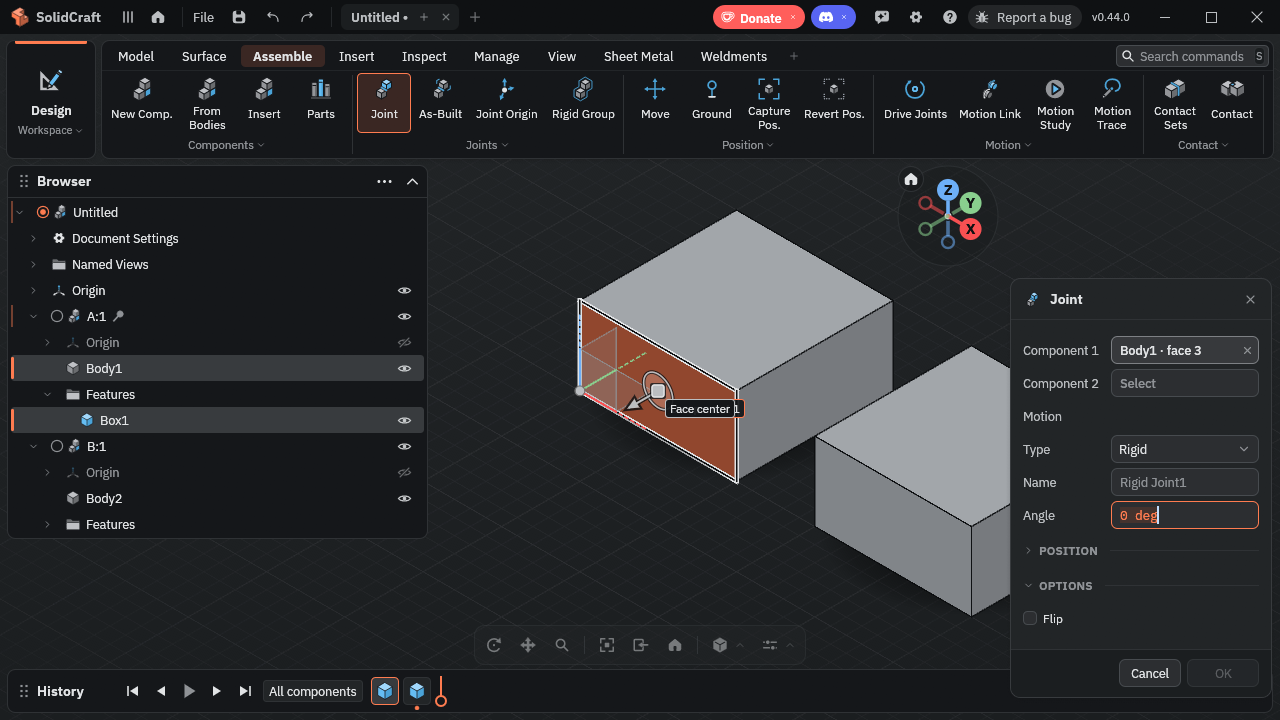 SolidCraft
File
Untitled •
Donate
Report a bug
v0.44.0
Design
Workspace
Model
Surface
Assemble
Insert
Inspect
Manage
View
Sheet Metal
Weldments
Search commands
S
New Comp.
From Bodies
Insert
Parts
Joint
As-Built
Joint Origin
Rigid Group
Move
Ground
Capture Pos.
Revert Pos.
Drive Joints
Motion Link
Motion Study
Motion Trace
Contact Sets
Contact
Components
Joints
Position
Motion
Contact
Browser
Untitled
Document Settings
Named Views
Origin
A:1
Origin
Body1
Features
Box1
B:1
Origin
Body2
Features
Z
Y
X
Face center
1
Joint
Component 1
Body1 · face 3
Component 2
Select
Motion
Type
Rigid
Name
Rigid Joint1
Angle
0 deg
POSITION
OPTIONS
Flip
Cancel
OK
History
All components